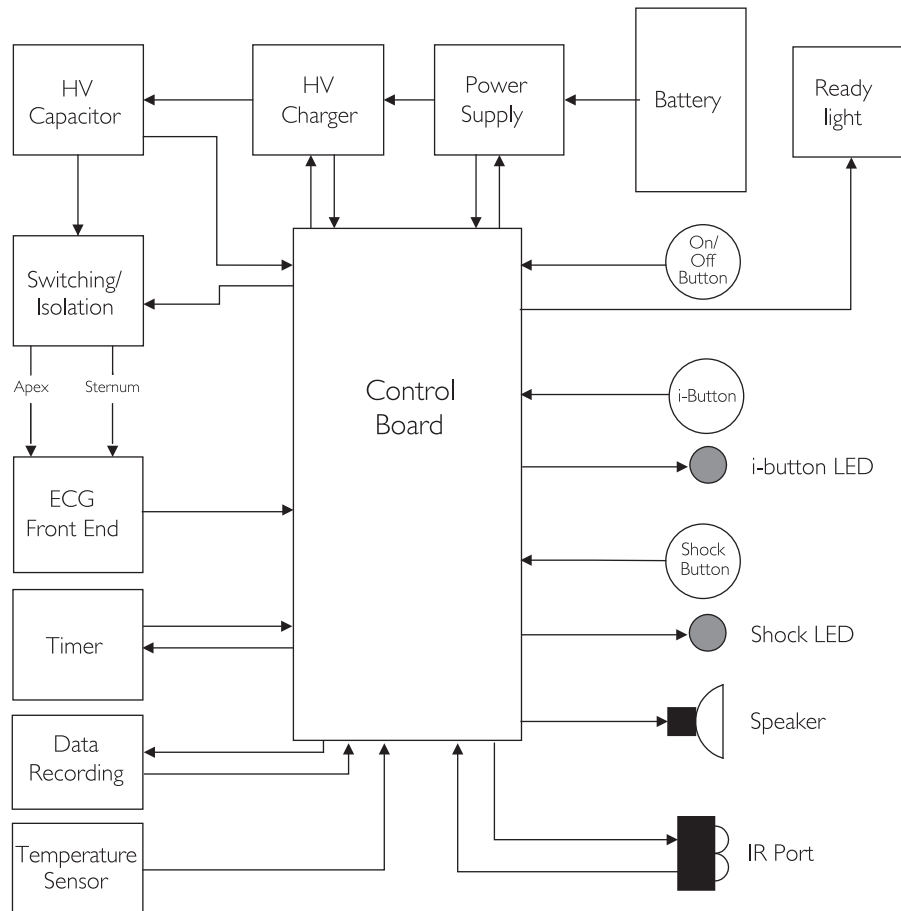 HV
Capacitor
HV
Charger
Power
Supply
Battery
Ready
light
Switching/
Isolation
On/
Off
Button
Apex
Sternum
Control
Board
i-Button
i-button LED
ECG
Front End
Shock
Button
Timer
Shock LED
Data
Recording
Speaker
Temperature
Sensor
IR Port